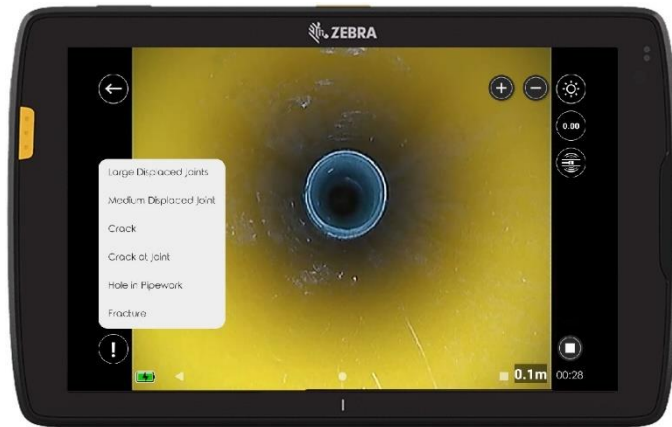 ZEBRA
0.00
Large Displaced Joints
Medium Displaced Joint
Crack
Crack at Joint
Hole in Pipework
Fracture
!
0.1m
00:28